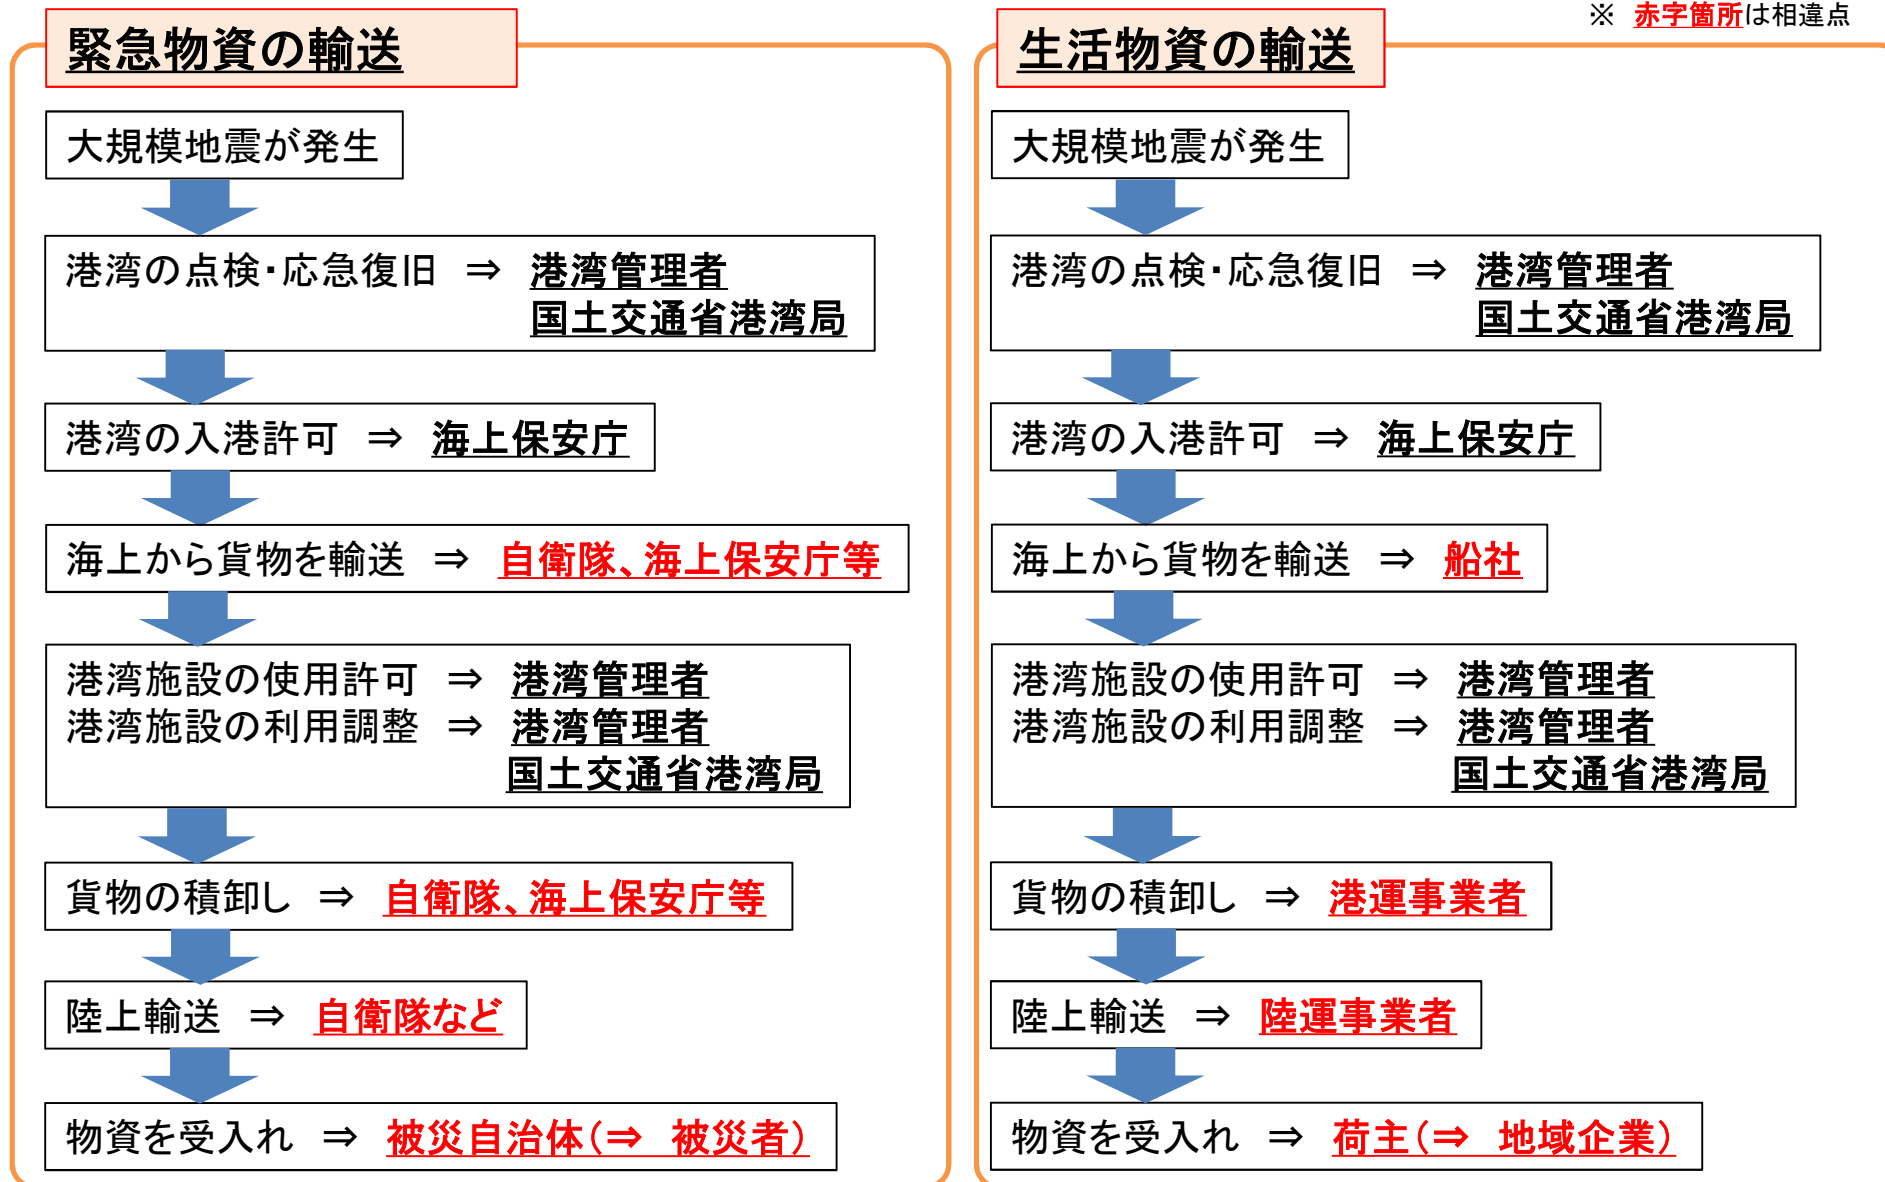 ※ 赤字箇所は相違点
緊急物資の輸送
大規模地震が発生
港湾の点検・応急復旧 ⇒ 港湾管理者
国土交通省港湾局
港湾の入港許可 ⇒ 海上保安庁
海上から貨物を輸送 ⇒ 自衛隊、海上保安庁等
港湾施設の使用許可 ⇒ 港湾管理者
港湾施設の利用調整 ⇒ 港湾管理者
国土交通省港湾局
貨物の積卸し ⇒ 自衛隊、海上保安庁等
陸上輸送 ⇒ 自衛隊など
物資を受入れ ⇒ 被災自治体(⇒ 被災者)
生活物資の輸送
大規模地震が発生
港湾の点検・応急復旧 ⇒ 港湾管理者
国土交通省港湾局
港湾の入港許可 ⇒ 海上保安庁
海上から貨物を輸送 ⇒ 船社
港湾施設の使用許可 ⇒ 港湾管理者
港湾施設の利用調整 ⇒ 港湾管理者
国土交通省港湾局
貨物の積卸し ⇒ 港運事業者
陸上輸送 ⇒ 陸運事業者
物資を受入れ ⇒ 荷主(⇒ 地域企業)